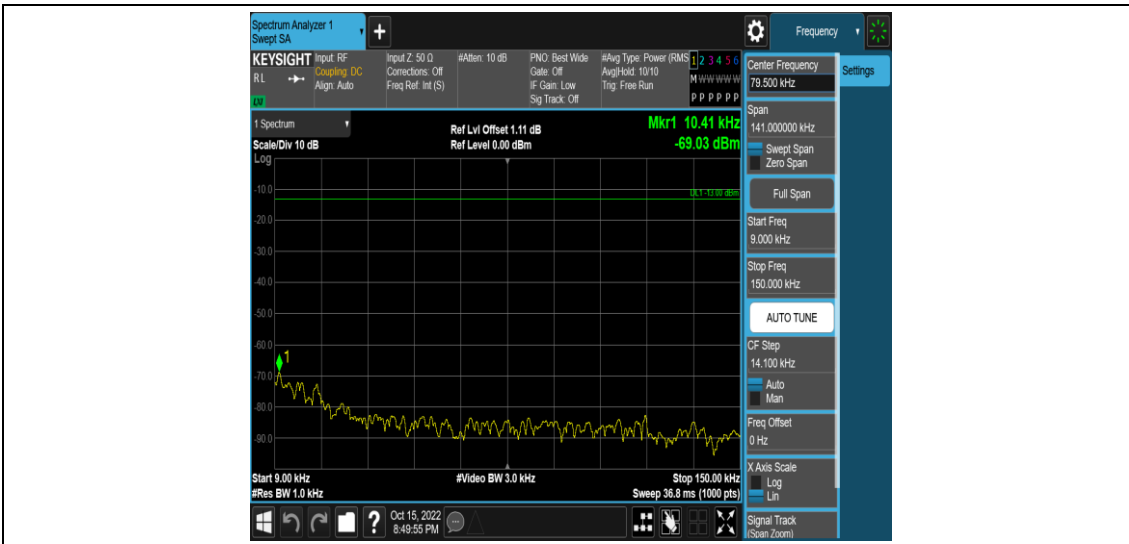 Spectrum Analyzer 1
Swept SA
+
Frequency
KEYSIGHT
RL
Input: RF
Coupling: DC
Align: Auto
Input Z: 50 Ω
Corrections: Off
Freq Ref: Int (S)
#Atten: 10 dB
PNO: Best Wide
Gate: Off
IF Gain: Low
Sig Track: Off
#Avg Type: Power (RMS
Avg|Hold: 10/10
Trig: Free Run
1 2 3 4 5 6
M W W W W W
P P P P P P
1 Spectrum
Scale/Div 10 dB
Log
Ref Lvl Offset 1.11 dB
Ref Level 0.00 dBm
Mkr1 10.41 kHz
-69.03 dBm
DL1 -13.00 dBm
-10.0
-20.0
-30.0
-40.0
-50.0
-60.0
-70.0
-80.0
-90.0
1
Start 9.00 kHz
#Res BW 1.0 kHz
#Video BW 3.0 kHz
Stop 150.00 kHz
Sweep 36.8 ms (1000 pts)
Center Frequency
79.500 kHz
Settings
Span
141.000000 kHz
Swept Span
Zero Span
Full Span
Start Freq
9.000 kHz
Stop Freq
150.000 kHz
AUTO TUNE
CF Step
14.100 kHz
Auto
Man
Freq Offset
0 Hz
X Axis Scale
Log
Lin
Signal Track
(Span Zoom)
?
Oct 15, 2022
8:49:55 PM